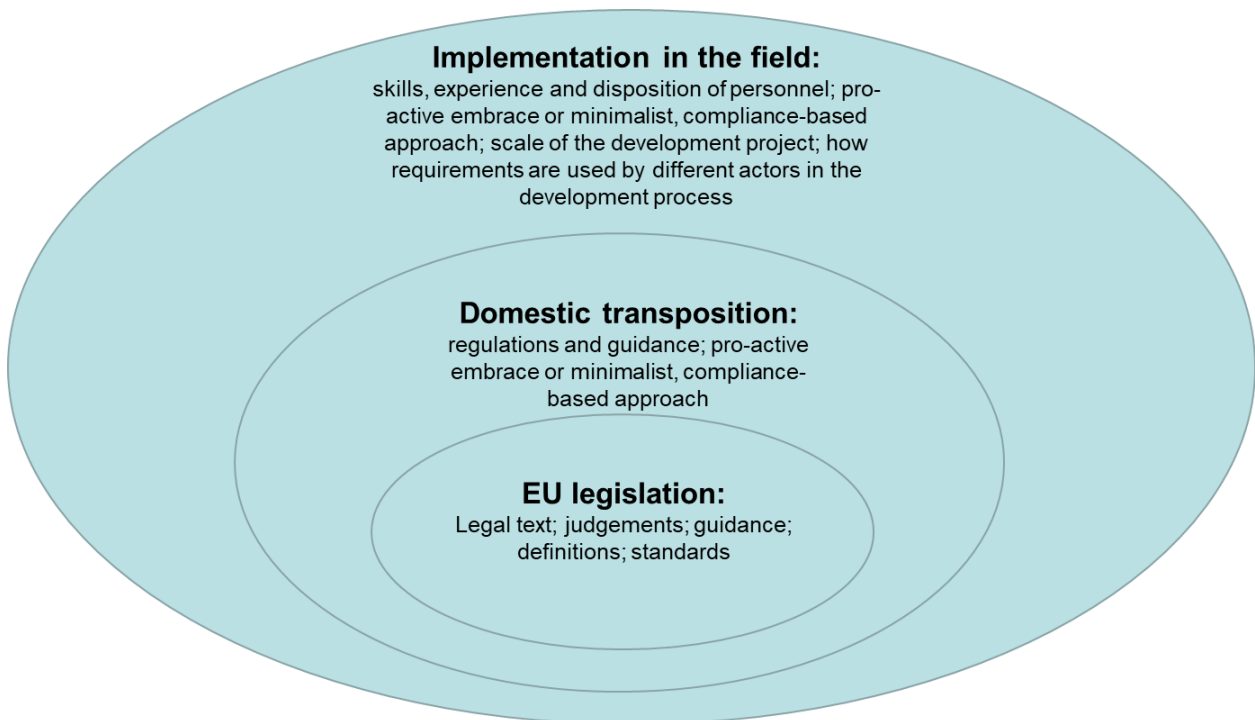 Implementation in the field:
skills, experience and disposition of personnel; pro-
active embrace or minimalist, compliance-based
approach; scale of the development project; how
requirements are used by different actors in the
development process
Domestic transposition:
regulations and guidance; pro-active
embrace or minimalist, compliance-
based approach
EU legislation:
Legal text; judgements; guidance;
definitions; standards